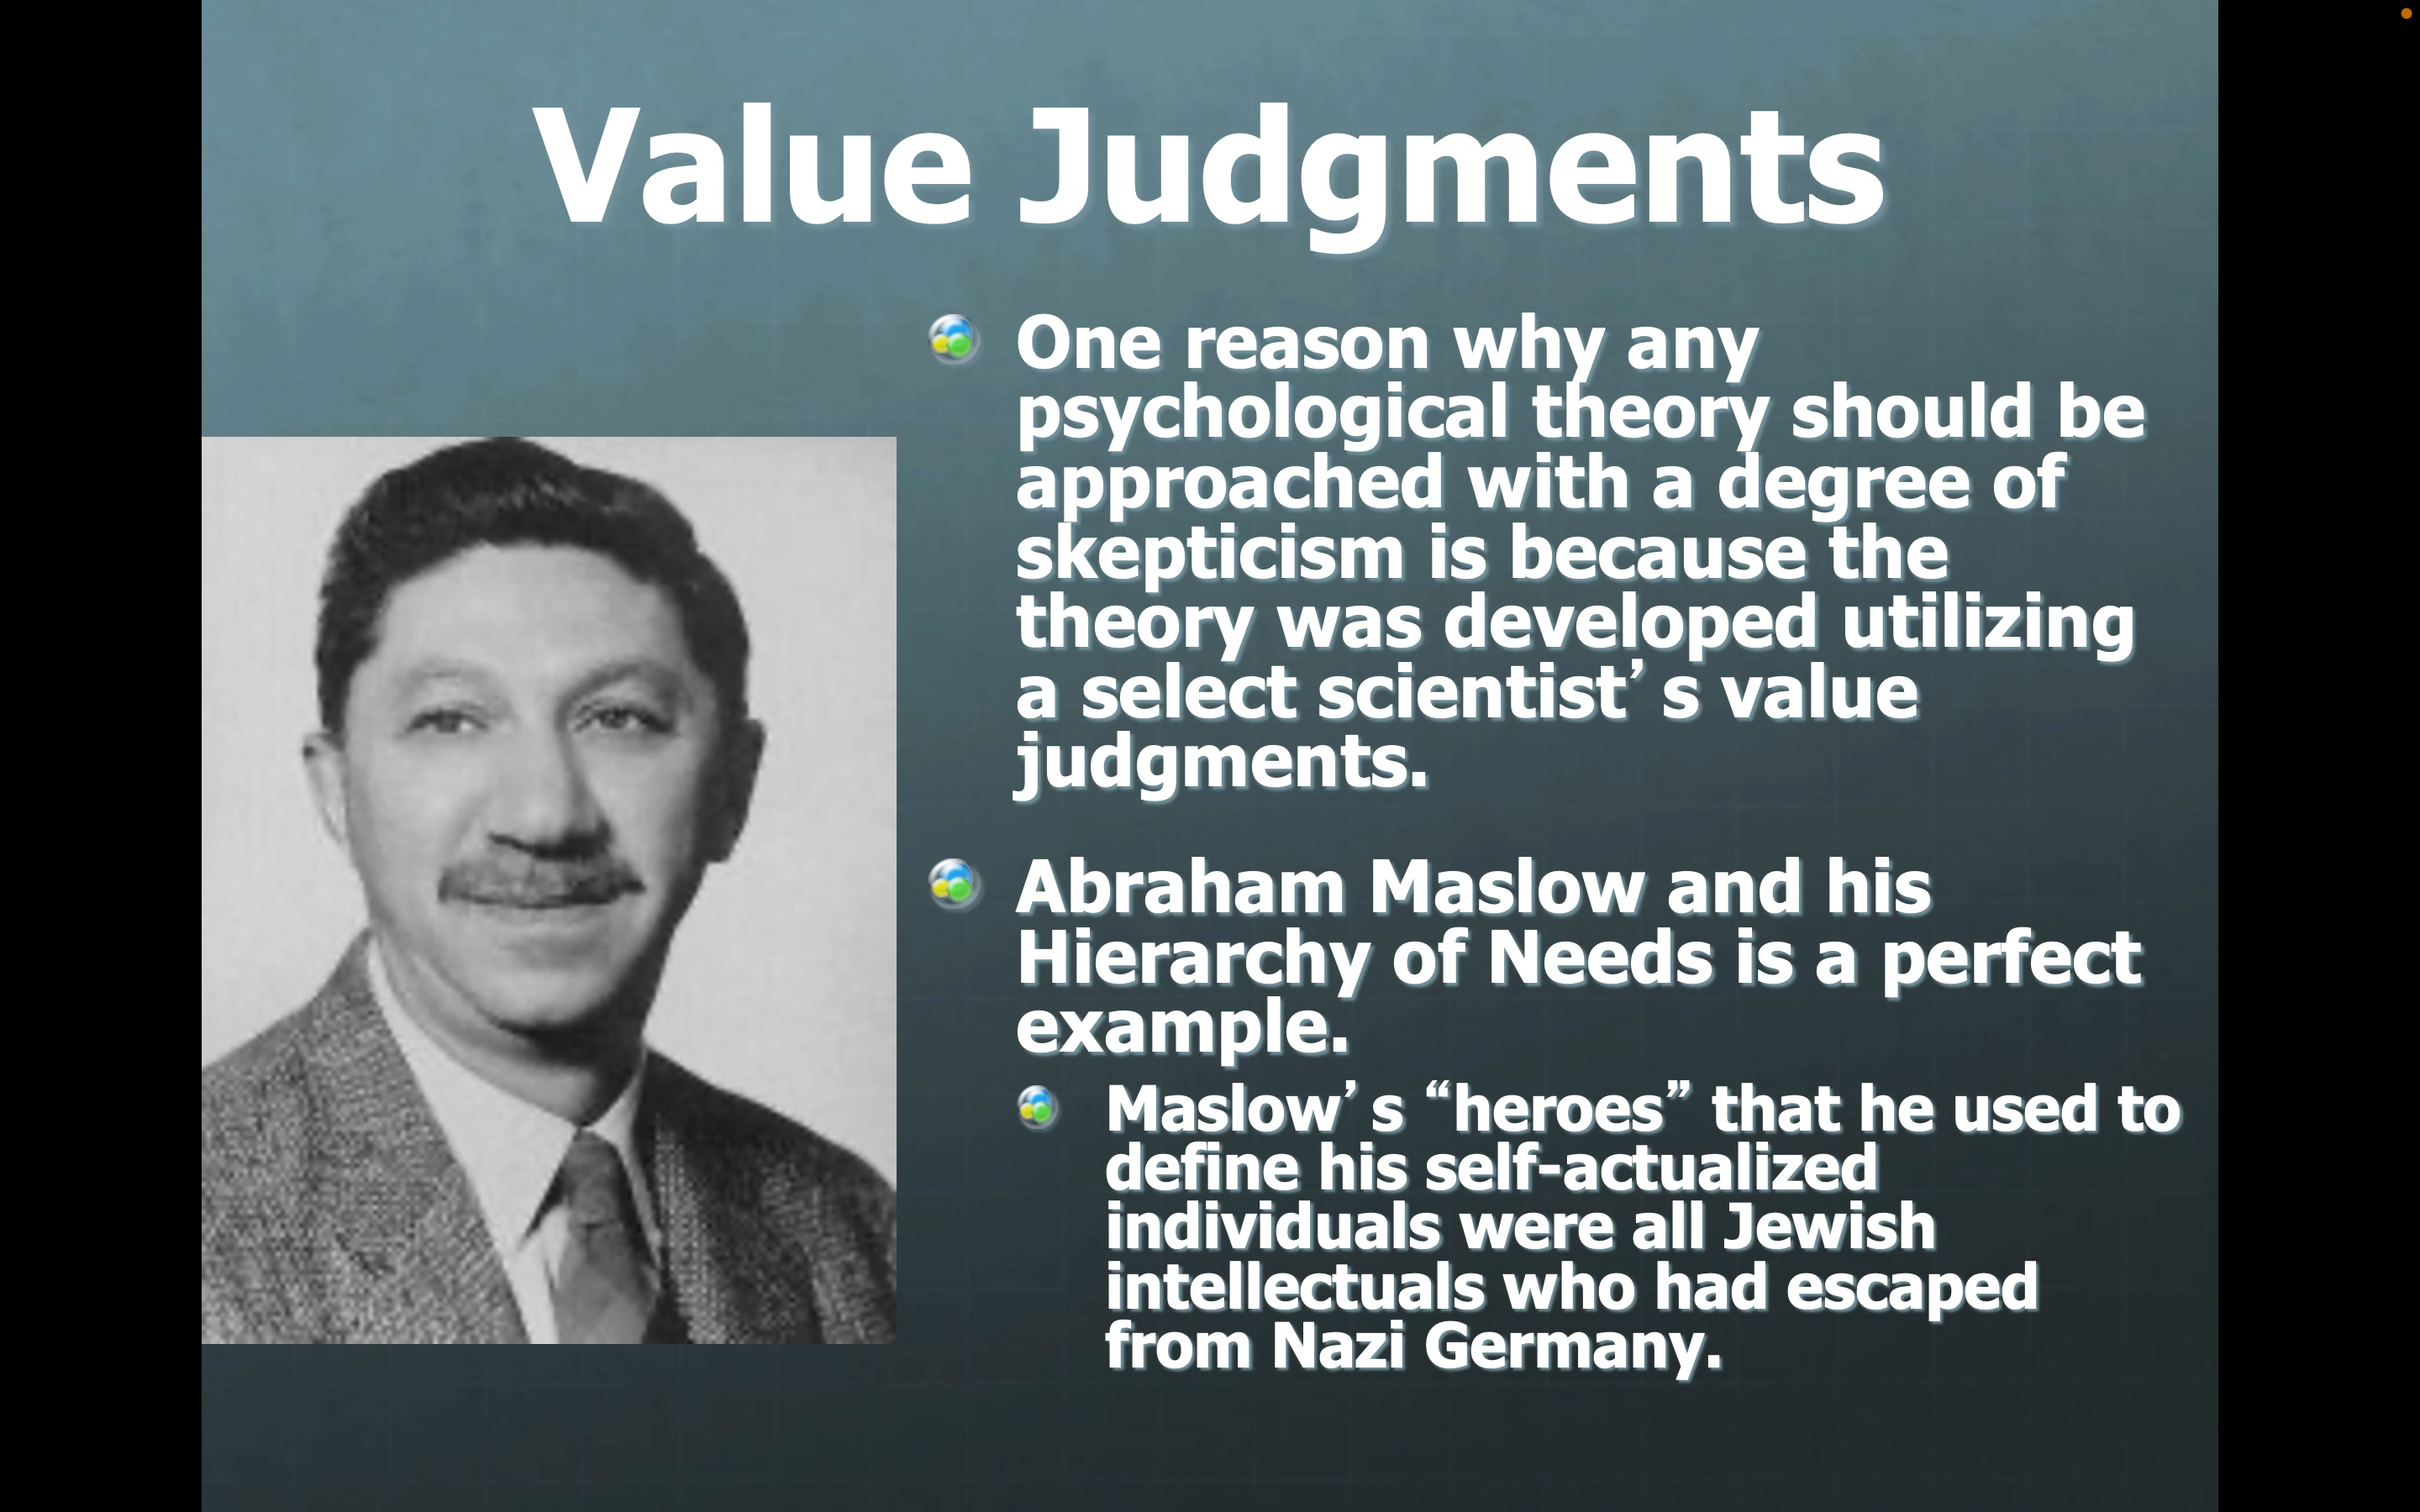 Value Judgments
One reason why any
psychological theory should be
approached with a degree of
skepticism is because the
theory was developed utilizing
a select scientist’s value
judgments.
Abraham Maslow and his
Hierarchy of Needs is a perfect
example.
Maslow’s “heroes” that he used to
define his self-actualized
individuals were all Jewish
intellectuals who had escaped
from Nazi Germany.